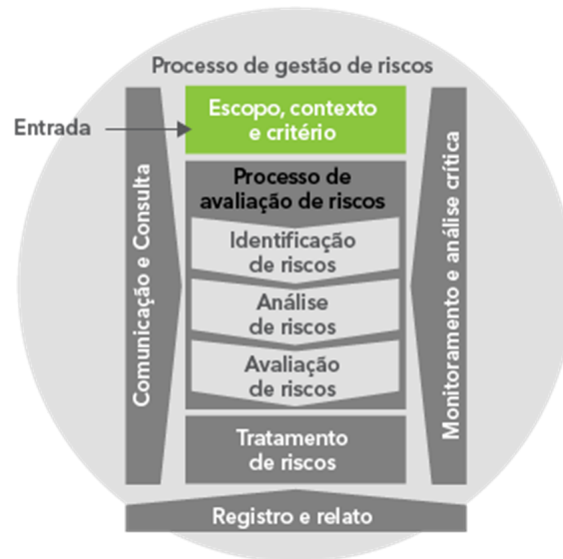 Processo de gestão de riscos
Entrada
Escopo, contexto
e critério
Processo de
avaliação de riscos
Identificação
de riscos
Análise
de riscos
Avaliação
de riscos
Tratamento
de riscos
Comunicação e Consulta
Monitoramento e análise crítica
Registro e relato